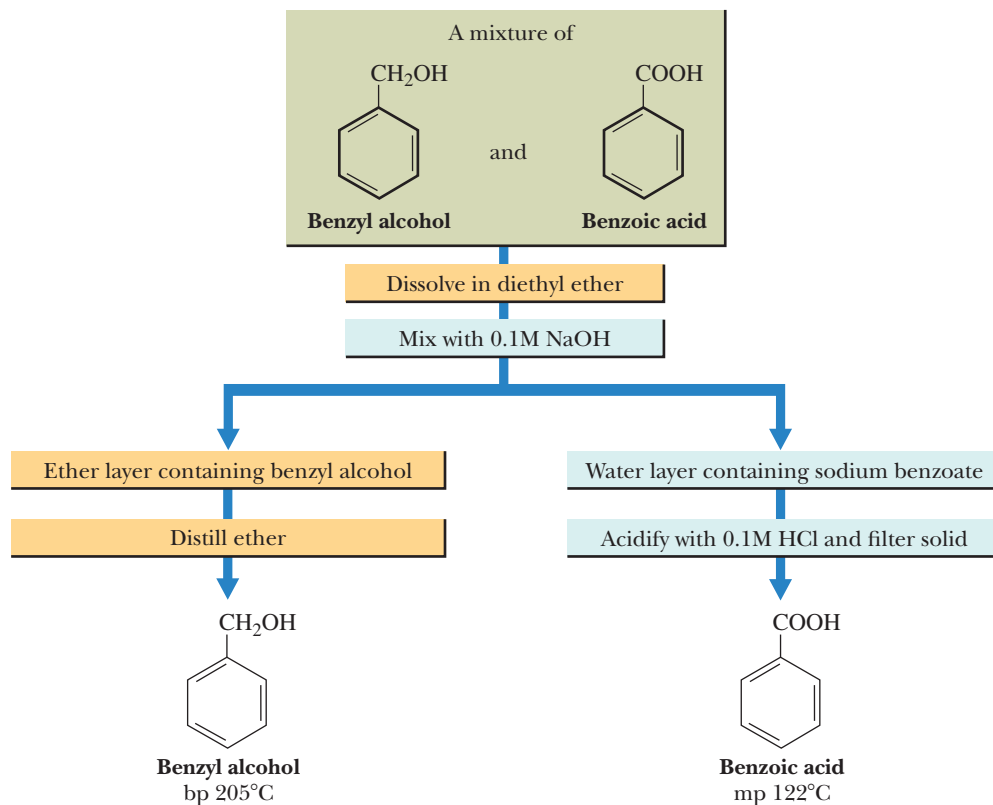 A mixture of
CH₂OH
COOH
and
Benzyl alcohol
Benzoic acid
Dissolve in diethyl ether
Mix with 0.1M NaOH
Ether layer containing benzyl alcohol
Water layer containing sodium benzoate
Distill ether
Acidify with 0.1M HCl and filter solid
CH₂OH
COOH
Benzyl alcohol
bp 205°C
Benzoic acid
mp 122°C